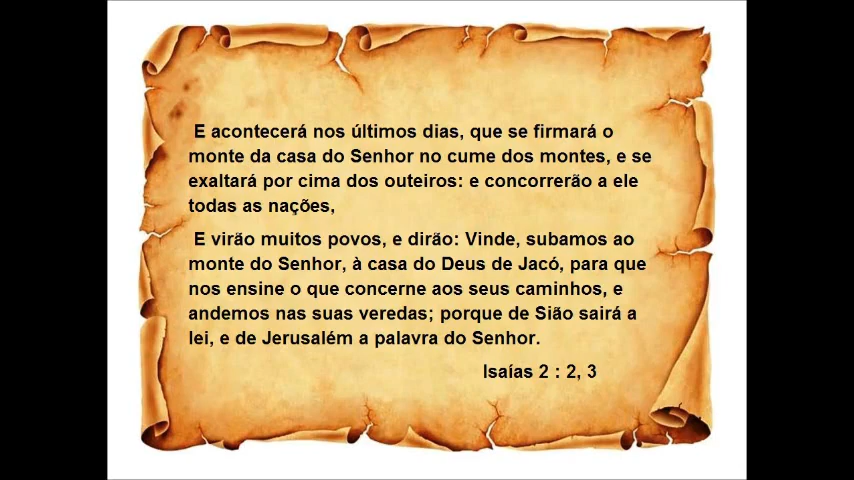 E acontecerá nos últimos dias, que se firmará o
monte da casa do Senhor no cume dos montes, e se
exaltará por cima dos outeiros: e concorrerão a ele
todas as nações,
E virão muitos povos, e dirão: Vinde, subamos ao
monte do Senhor, à casa do Deus de Jacó, para que
nos ensine o que concerne aos seus caminhos, e
andemos nas suas veredas; porque de Sião sairá a
lei, e de Jerusalém a palavra do Senhor.
Isaías 2 : 2, 3